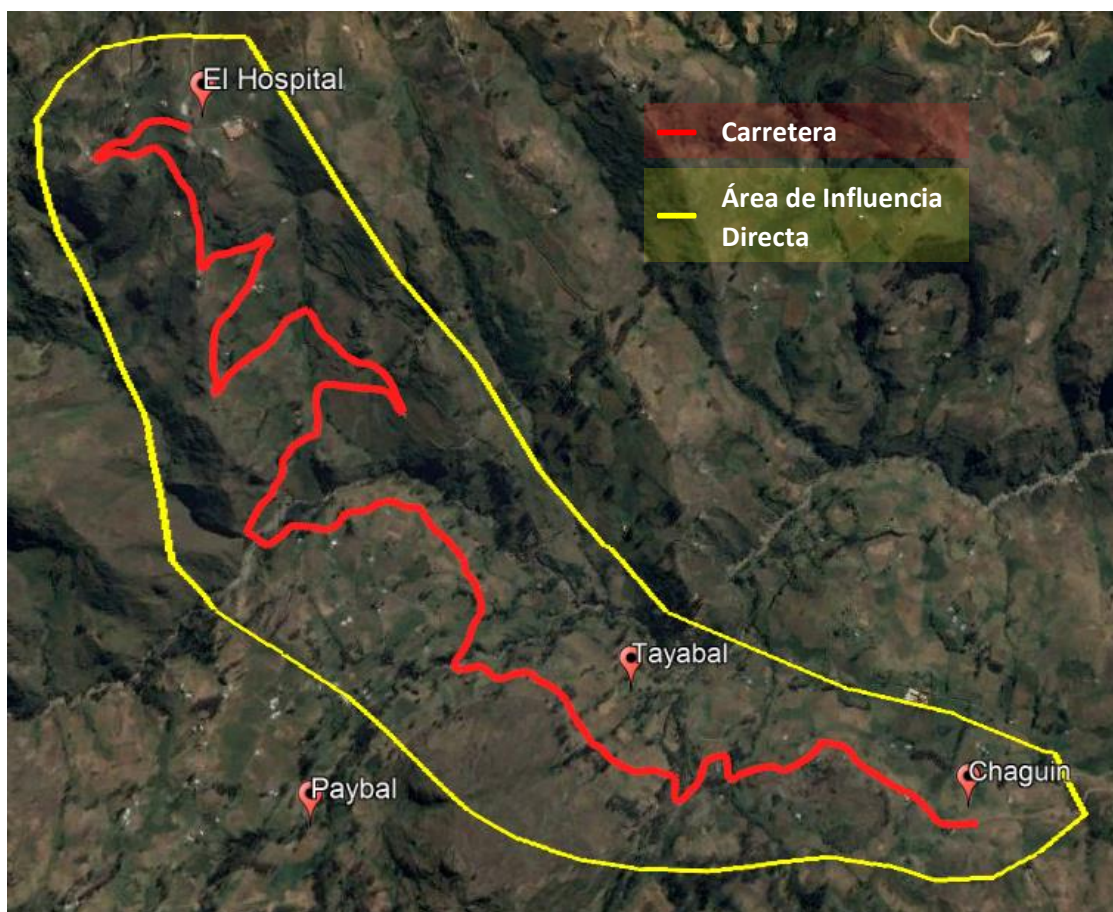 El Hospital
Carretera
Área de Influencia
Directa
Tayabal
Chaguin
Paybal